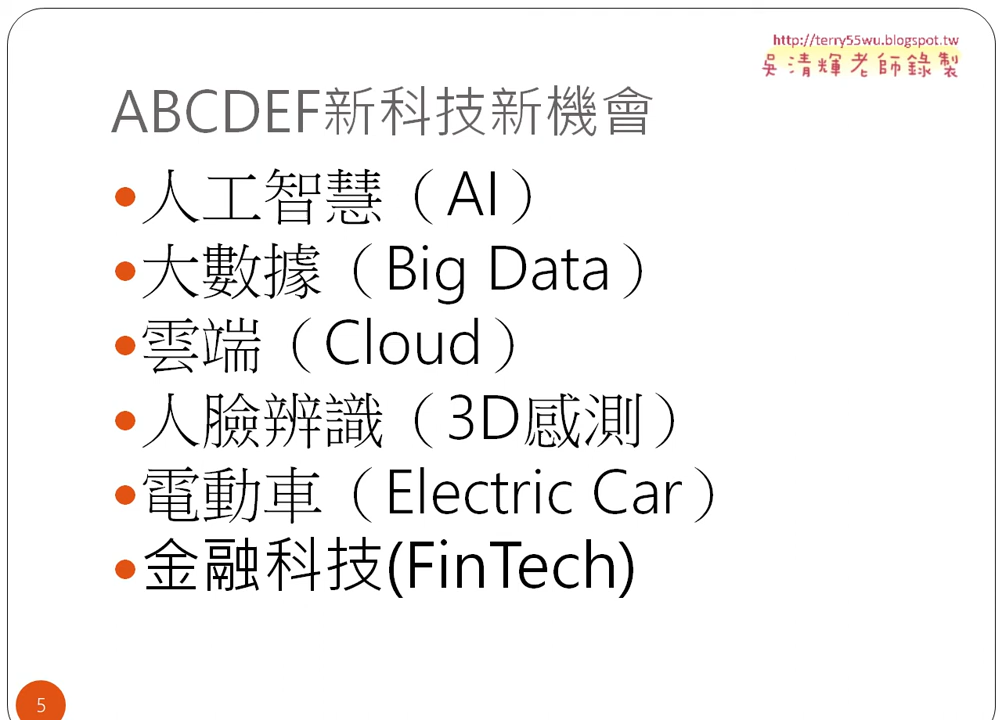 http://terry55wu.blogspot.tw
吳清輝老師錄製
ABCDEF新科技新機會
•人工智慧（AI）
•大數據（Big Data）
•雲端（Cloud）
•人臉辨識（3D感測）
•電動車（Electric Car）
•金融科技(FinTech)
5